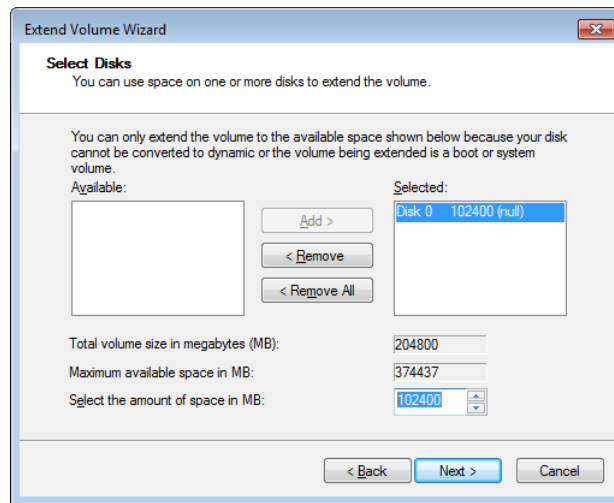 Extend Volume Wizard
Select Disks
You can use space on one or more disks to extend the volume.
You can only extend the volume to the available space shown below because your disk
cannot be converted to dynamic or the volume being extended is a boot or system
volume.
Available:
Selected:
Add >
Disk 0 102400 (null)
< Remove
< Remove All
Total volume size in megabytes (MB): 204800
Maximum available space in MB: 374437
Select the amount of space in MB: 102400
< Back Next > Cancel